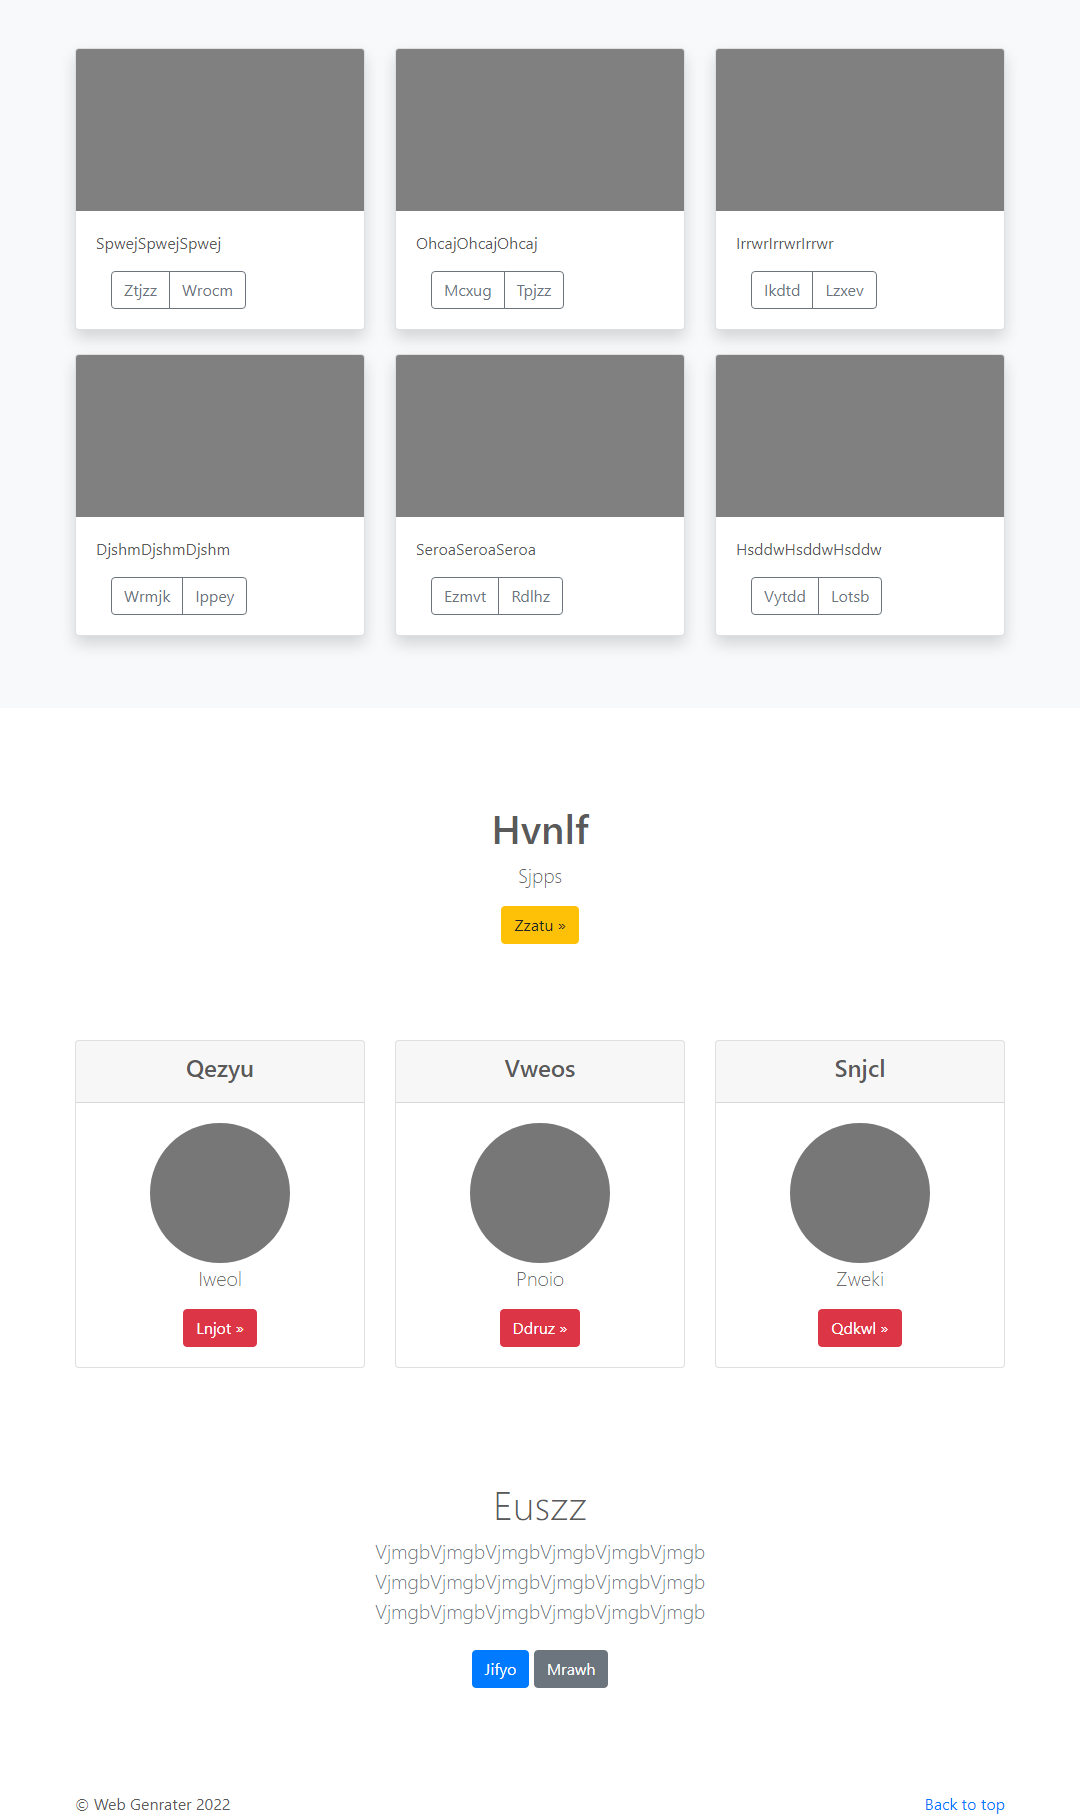 SpwejSpwejSpwej
Ztjzz Wrocm
OhcajOhcajOhcaj
Mcxug Tpjzz
IrrwrIrrwrIrrwr
Ikdtd Lzxev
DjshmDjshmDjshm
Wrmjk Ippey
SeroaSeroaSeroa
Ezmvt Rdlhz
HsddwHsddwHsddw
Vytdd Lotsb
Hvnlf
Sjpps
Zzatu »
Qezyu
Iweol
Lnjot »
Vweos
Pnoio
Ddruz »
Snjcl
Zweki
Qdkwl »
Euszz
VjmgbVjmgbVjmgbVjmgbVjmgbVjmgb
VjmgbVjmgbVjmgbVjmgbVjmgbVjmgb
VjmgbVjmgbVjmgbVjmgbVjmgbVjmgb
Jifyo Mrawh
© Web Genrater 2022
Back to top